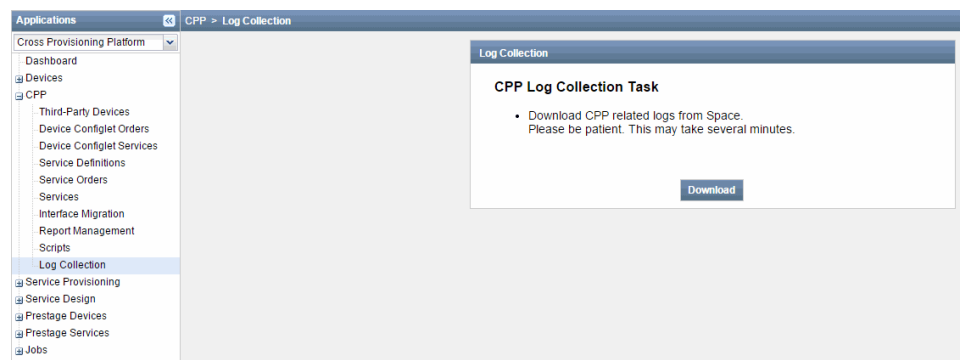 Applications
CPP > Log Collection
Cross Provisioning Platform
Dashboard
Devices
CPP
Third-Party Devices
Device Configlet Orders
Device Configlet Services
Service Definitions
Service Orders
Services
Interface Migration
Report Management
Scripts
Log Collection
Service Provisioning
Service Design
Prestage Devices
Prestage Services
Jobs
Log Collection
CPP Log Collection Task
• Download CPP related logs from Space.
Please be patient. This may take several minutes.
Download